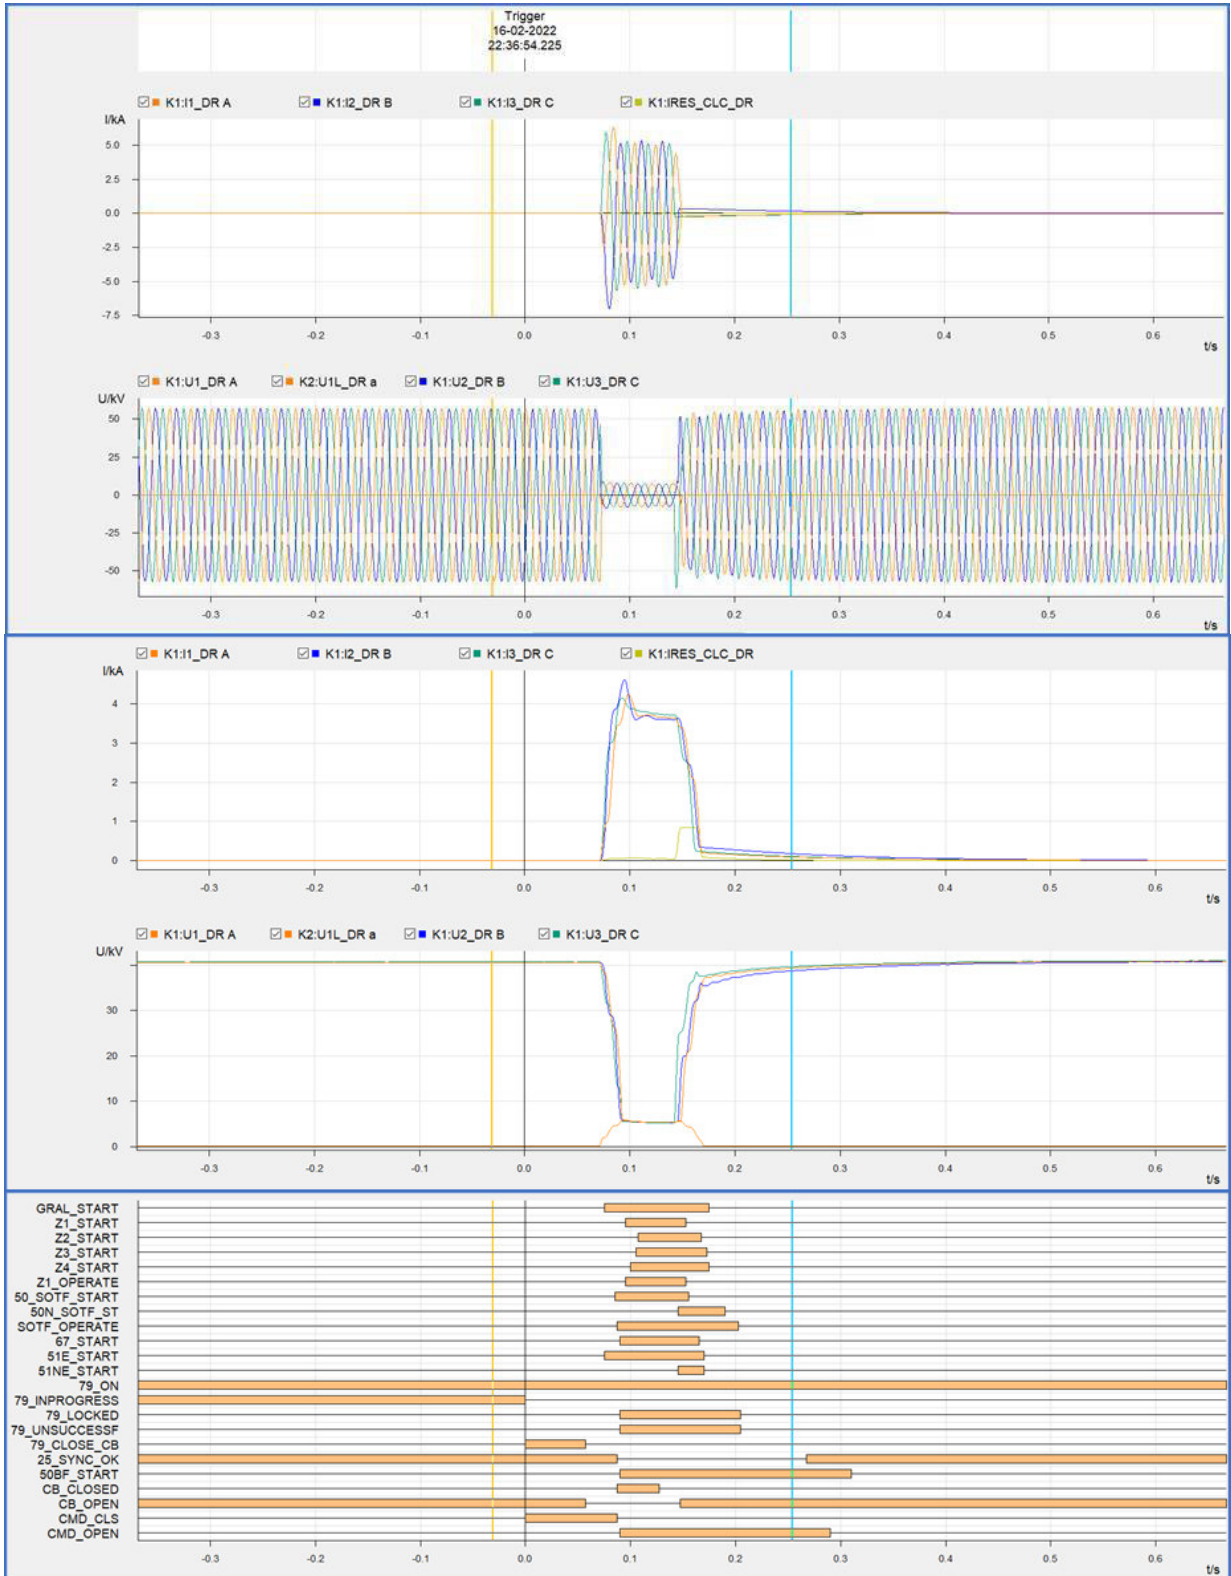 Trigger
16-02-2022
22:36:54.225
K1:I1_DR A K1:I2_DR B K1:I3_DR C K1:IRES_CLC_DR
I/kA
5.0
2.5
0.0
-2.5
-5.0
-7.5
-0.3 -0.2 -0.1 0.0 0.1 0.2 0.3 0.4 0.5 0.6
t/s
K1:U1_DR A K2:U1L_DR a K1:U2_DR B K1:U3_DR C
U/kV
50
25
0
-25
-50
-0.3 -0.2 -0.1 0.0 0.1 0.2 0.3 0.4 0.5 0.6
t/s
K1:I1_DR A K1:I2_DR B K1:I3_DR C K1:IRES_CLC_DR
I/kA
4
3
2
1
0
-0.3 -0.2 -0.1 0.0 0.1 0.2 0.3 0.4 0.5 0.6
t/s
K1:U1_DR A K2:U1L_DR a K1:U2_DR B K1:U3_DR C
U/kV
30
20
10
0
-0.3 -0.2 -0.1 0.0 0.1 0.2 0.3 0.4 0.5 0.6
t/s
GRAL_START
Z1_START
Z2_START
Z3_START
Z4_START
Z1_OPERATE
50_SOTF_START
50N_SOTF_ST
SOTF_OPERATE
67_START
51E_START
51NE_START
79_ON
79_INPROGRESS
79_LOCKED
79_UNSUCCESSF
79_CLOSE_CB
25_SYNC_OK
50BF_START
CB_CLOSED
CB_OPEN
CMD_CLS
CMD_OPEN
-0.3 -0.2 -0.1 0.0 0.1 0.2 0.3 0.4 0.5 0.6
t/s